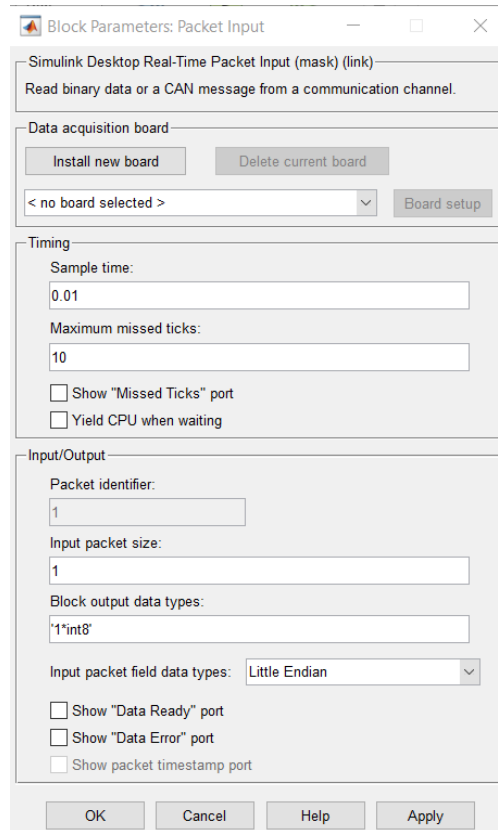 Block Parameters: Packet Input
Simulink Desktop Real-Time Packet Input (mask) (link)
Read binary data or a CAN message from a communication channel.
Data acquisition board
Install new board Delete current board
< no board selected > Board setup
Timing
Sample time:
0.01
Maximum missed ticks:
10
Show "Missed Ticks" port
Yield CPU when waiting
Input/Output
Packet identifier:
1
Input packet size:
1
Block output data types:
'1*int8'
Input packet field data types: Little Endian
Show "Data Ready" port
Show "Data Error" port
Show packet timestamp port
OK Cancel Help Apply